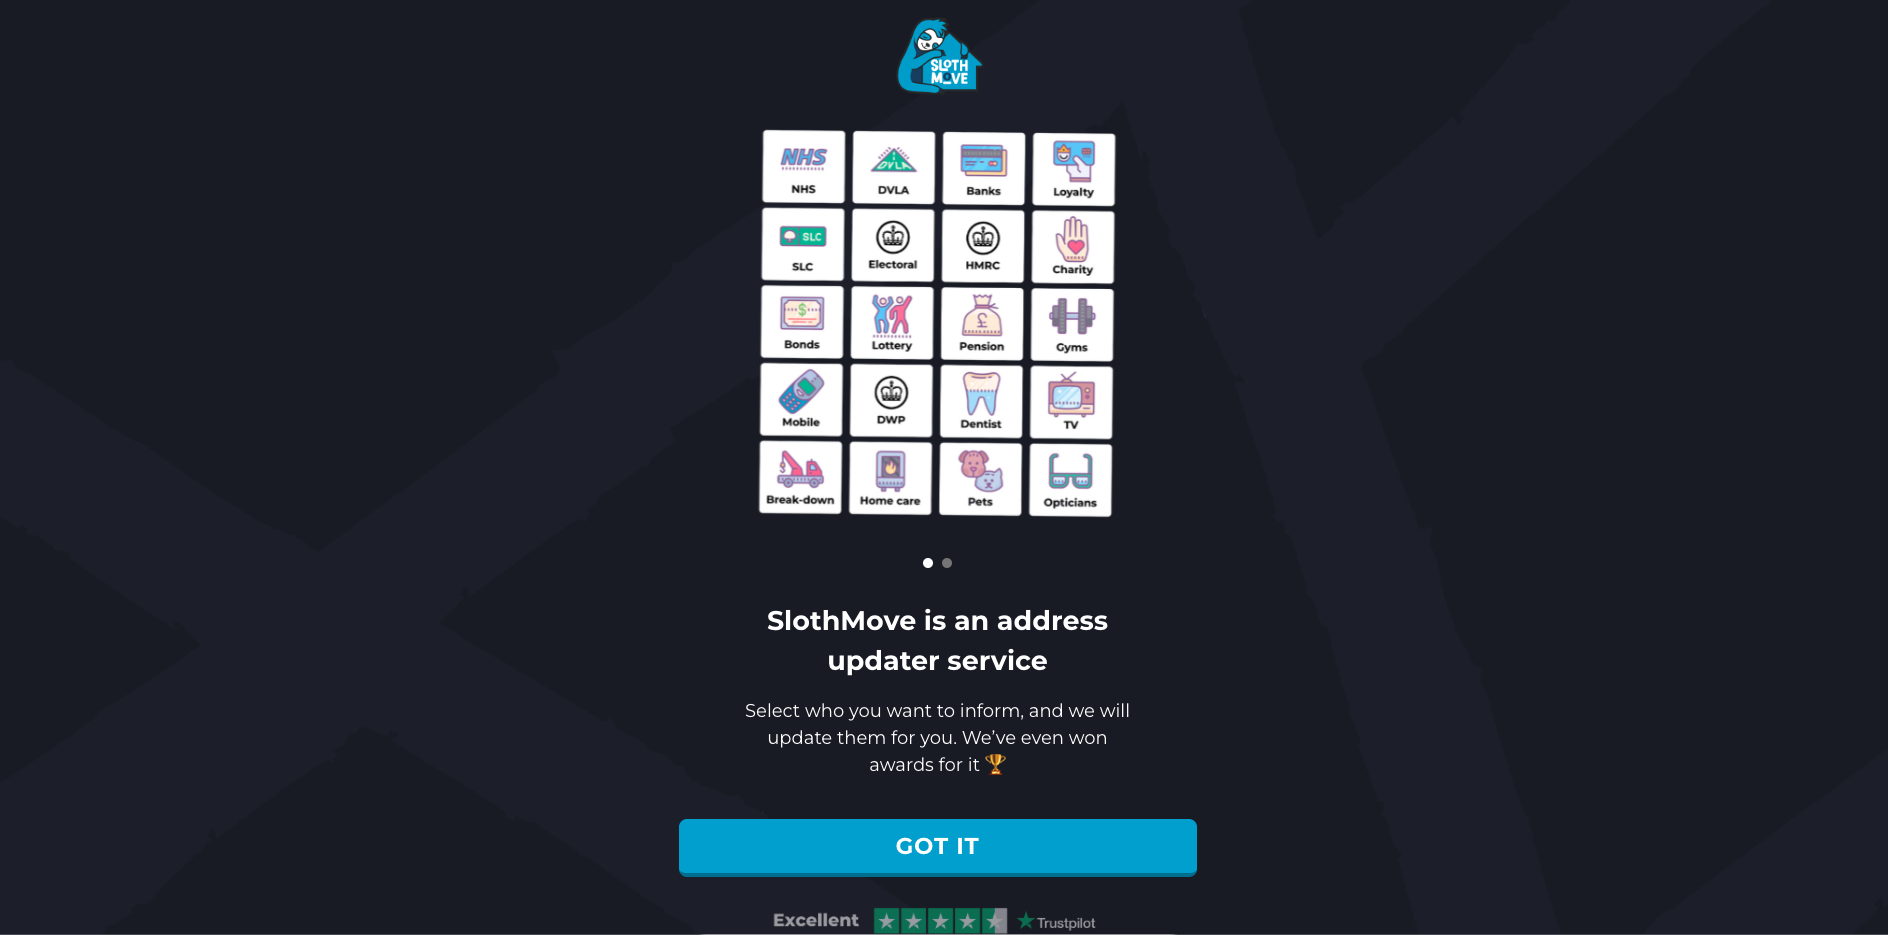 SLOTH
MOVE
NHS
DVLA
NHS
DVLA
Banks
Loyalty
SLC
SLC
Electoral
HMRC
Charity
Bonds
Lottery
Pension
Gyms
Mobile
DWP
Dentist
TV
Break-down
Home care
Pets
Opticians
SlothMove is an address
updater service
Select who you want to inform, and we will
update them for you. We’ve even won
awards for it 🏆
GOT IT
Excellent Trustpilot